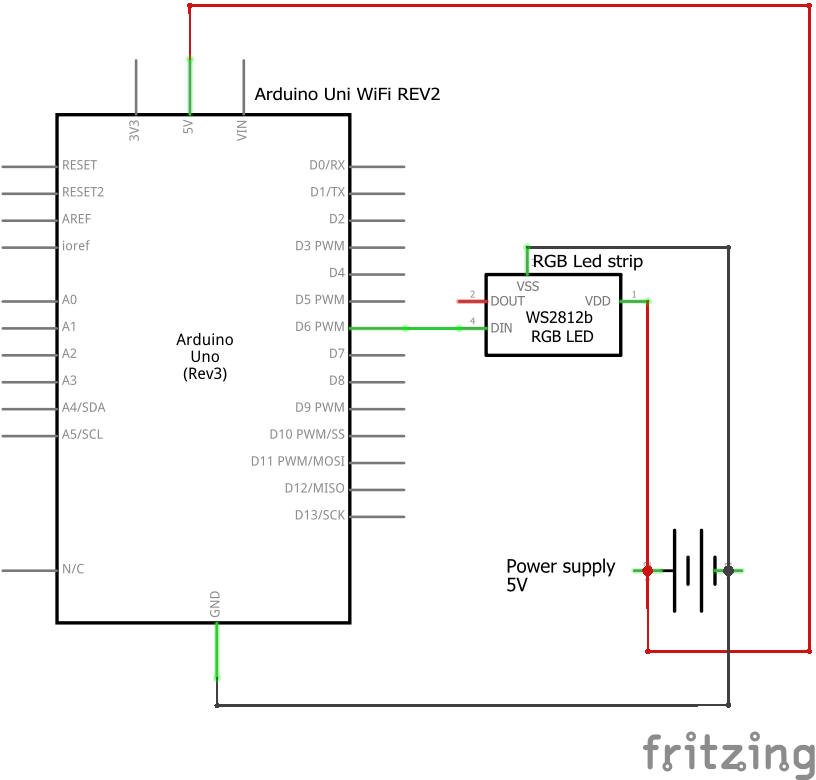 Arduino Uni WiFi REV2
3V3
5V
VIN
RESET
RESET2
AREF
ioref
A0
A1
A2
A3
A4/SDA
A5/SCL
N/C
Arduino
Uno
(Rev3)
D0/RX
D1/TX
D2
D3 PWM
D4
D5 PWM
D6 PWM
D7
D8
D9 PWM
D10 PWM/SS
D11 PWM/MOSI
D12/MISO
D13/SCK
GND
RGB Led strip
VSS
2
DOUT
VDD
1
4
DIN
WS2812b
RGB LED
Power supply
5V
fritzing